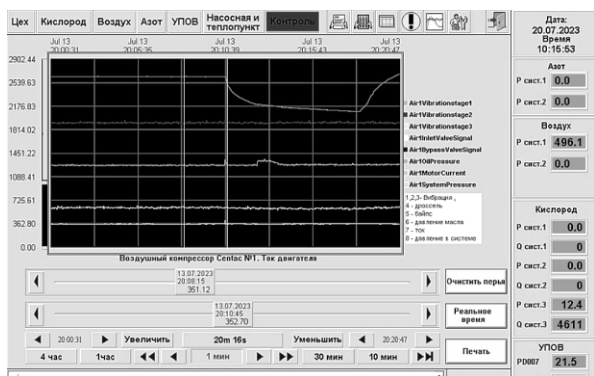 Цех Кислород Воздух Азот УПОВ Насосная и теплопункт Контроль
Дата:
20.07.2023
Время
10:15:53
Jul 13 Jul 13 Jul 13 Jul 13 Jul 13
20:00:31 20:05:35 20:10:39 20:15:43 20:20:47
2902.44
2539.63
2176.83
1814.02
1451.22
1088.41
725.61
362.80
0.00
Air1Vibrationstage1
Air1Vibrationstage2
Air1Vibrationstage3
Air1InletValveSignal
Air1BypassValveSignal
Air1OilPressure
Air1MotorCurrent
Air1SystemPressure
1,2,3- Вибрация ,
4 - дроссель
5 - байпс
6 - давление масла
7 - ток
8 - давление в системе
Воздушный компрессор Centac №1. Ток двигателя
13.07.2023
20:08:15
351.12
Очистить перья
13.07.2023
20:10:45
352.70
Реальное время
20:00:31 Увеличить 20m 16s Уменьшить 20:20:47
4 час 1час 1 мин 30 мин 10 мин
Печать
Азот
Р сист.1 0.0
Р сист.2 0.0
Воздух
Р сист.1 496.1
Р сист.2 0.0
Кислород
Р сист.1 0.0
Q сист.1 0
Р сист.2 0.0
Q сист.2 0
Р сист.3 12.4
Q сист.3 4611
УПОВ
PD007 21.5